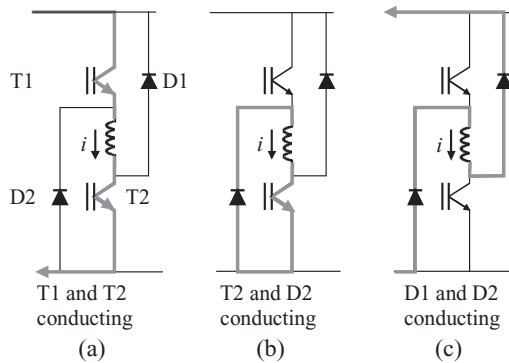 T1
D1
i
D2
T2
i
i
T1 and T2
conducting
(a)
T2 and D2
conducting
(b)
D1 and D2
conducting
(c)